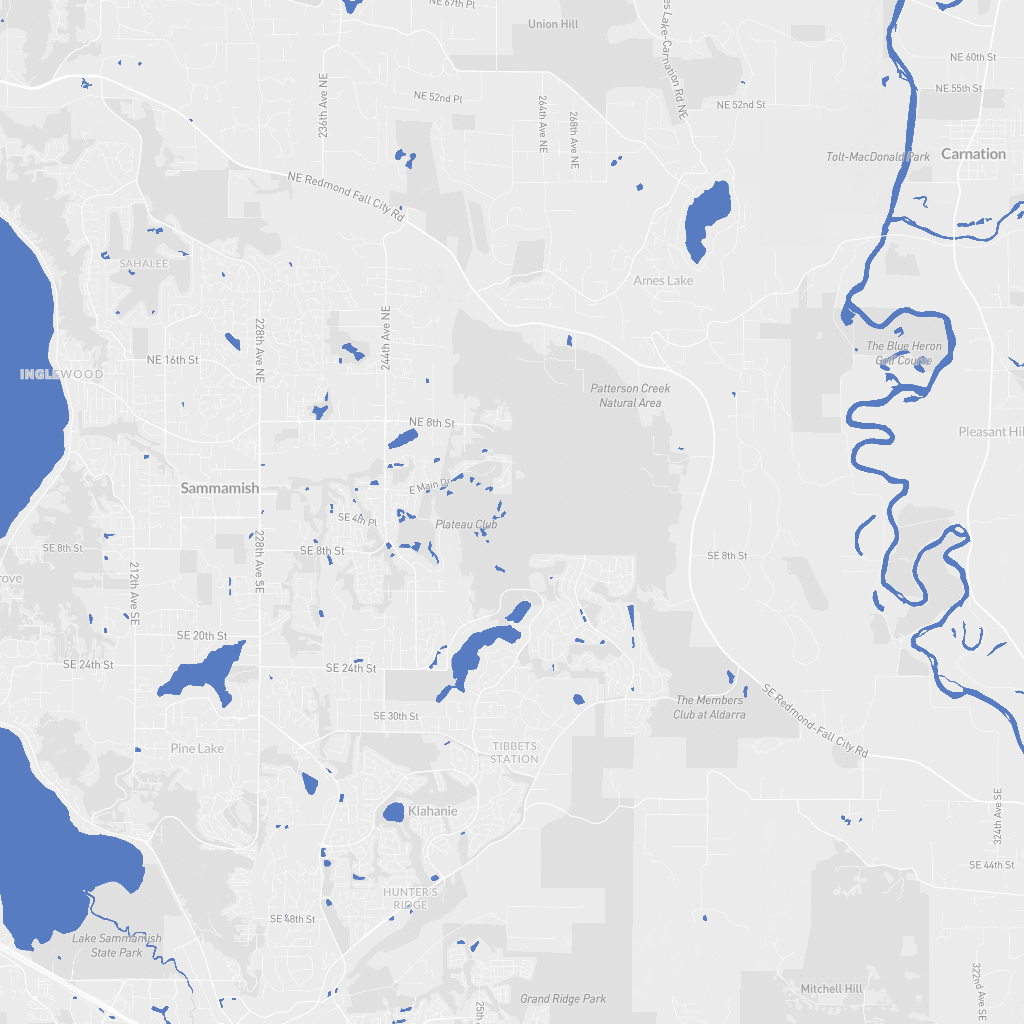 NE 67th Pl
Union Hill
NE 60th St
NE 55th St
NE 52nd Pl
NE 52nd St
Lake-Carnation Rd NE
236th Ave NE
264th Ave NE
268th Ave NE
Tolt-MacDonald Park
Carnation
NE Redmond Fall City Rd
SAHALEE
Ames Lake
228th Ave NE
244th Ave NE
The Blue Heron
Golf Course
NE 16th St
INGLEWOOD
Patterson Creek
Natural Area
NE 8th St
Pleasant Hil
Sammamish
E Main Dr
SE 4th Pl
Plateau Club
SE 8th St
SE 8th St
SE 8th St
212th Ave SE
228th Ave SE
rove
SE 20th St
SE 24th St
SE 24th St
The Members
Club at Aldarra
SE 30th St
SE Redmond-Fall City Rd
TIBBETS
STATION
Pine Lake
Klahanie
324th Ave SE
SE 44th St
HUNTER'S
RIDGE
SE 48th St
Lake Sammamish
State Park
Mitchell Hill
Grand Ridge Park
322nd Ave SE